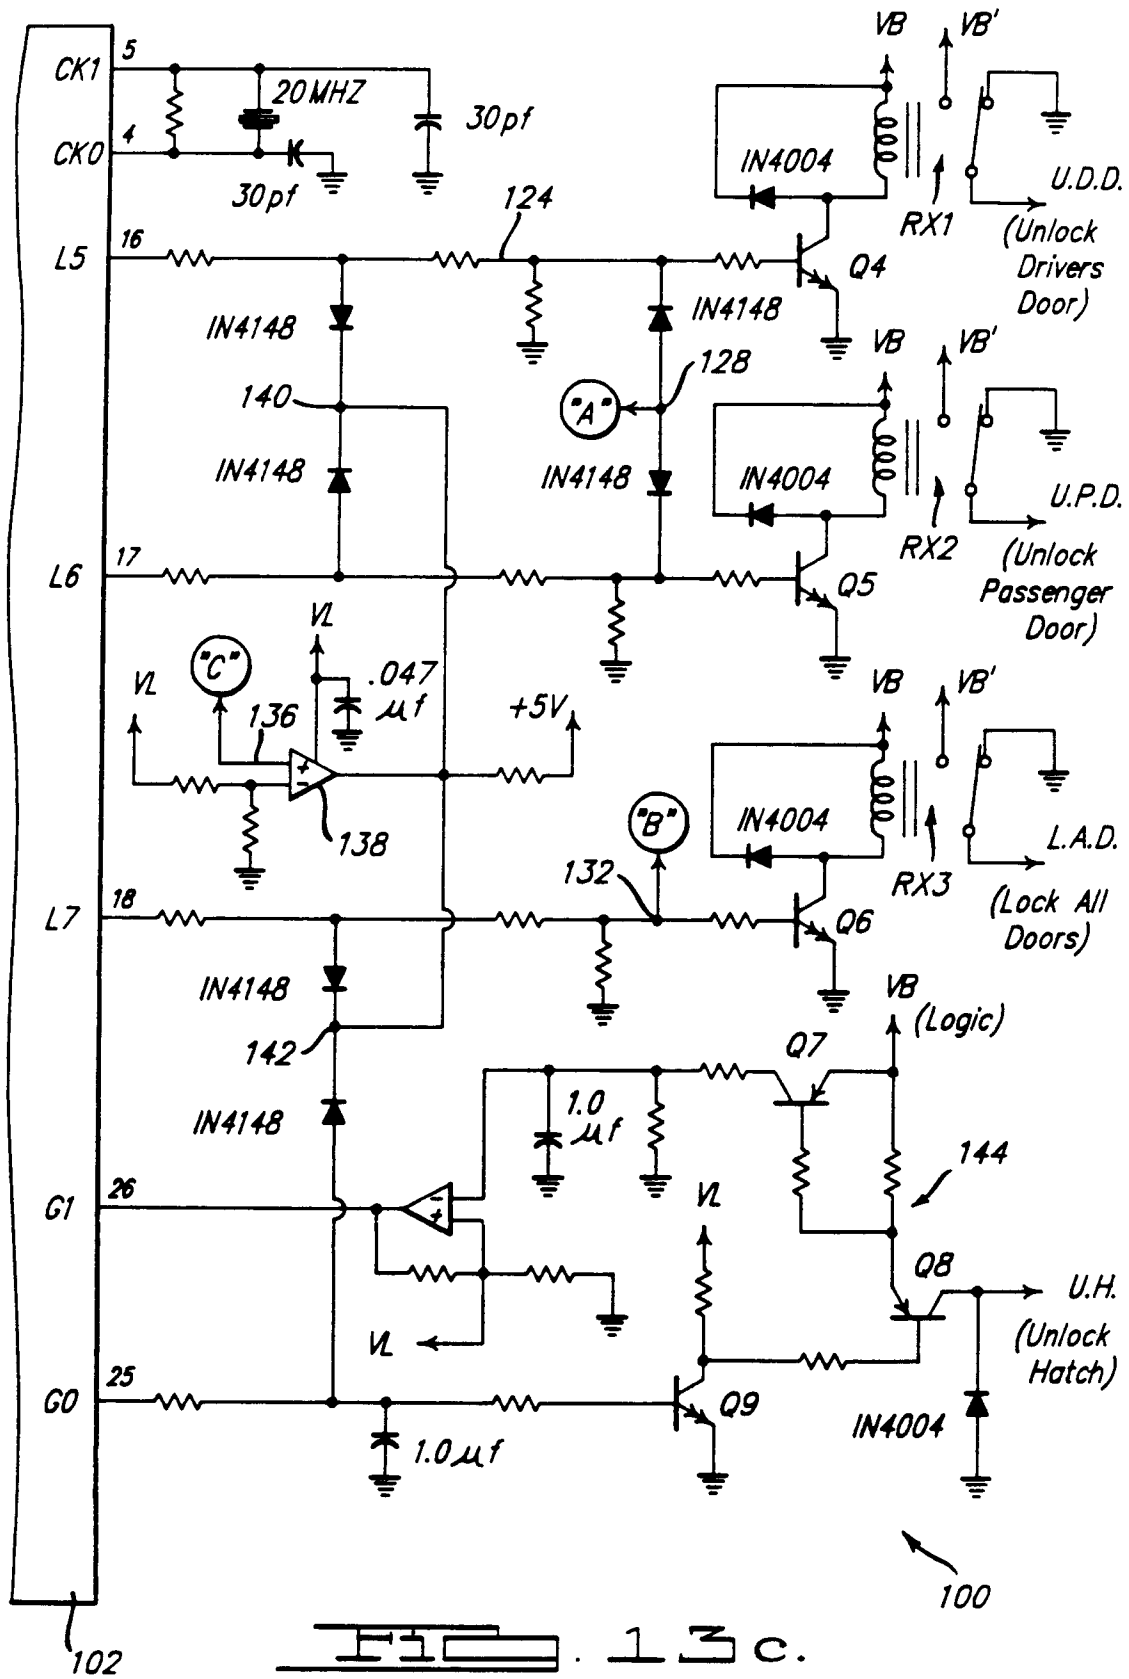 VB VB'
5
CK1
20MHZ
30pf
4
CK0
30pf
IN4004
RX1
U.D.D.
(Unlock
Drivers
Door)
124
16
L5
Q4
IN4148
IN4148
VB VB'
140
"A"
128
IN4148
IN4148
IN4004
RX2
U.P.D.
(Unlock
Passenger
Door)
17
L6
Q5
VL
"C"
.047
µf
VL
136
+5V
VB VB'
138
"B"
IN4004
RX3
L.A.D.
(Lock All
Doors)
132
18
L7
Q6
IN4148
142
VB
(Logic)
Q7
1.0
µf
IN4148
144
26
G1
-
+
VL
Q8
U.H.
(Unlock
Hatch)
VL
25
G0
Q9
IN4004
1.0µf
100
102
FIG. 13c.